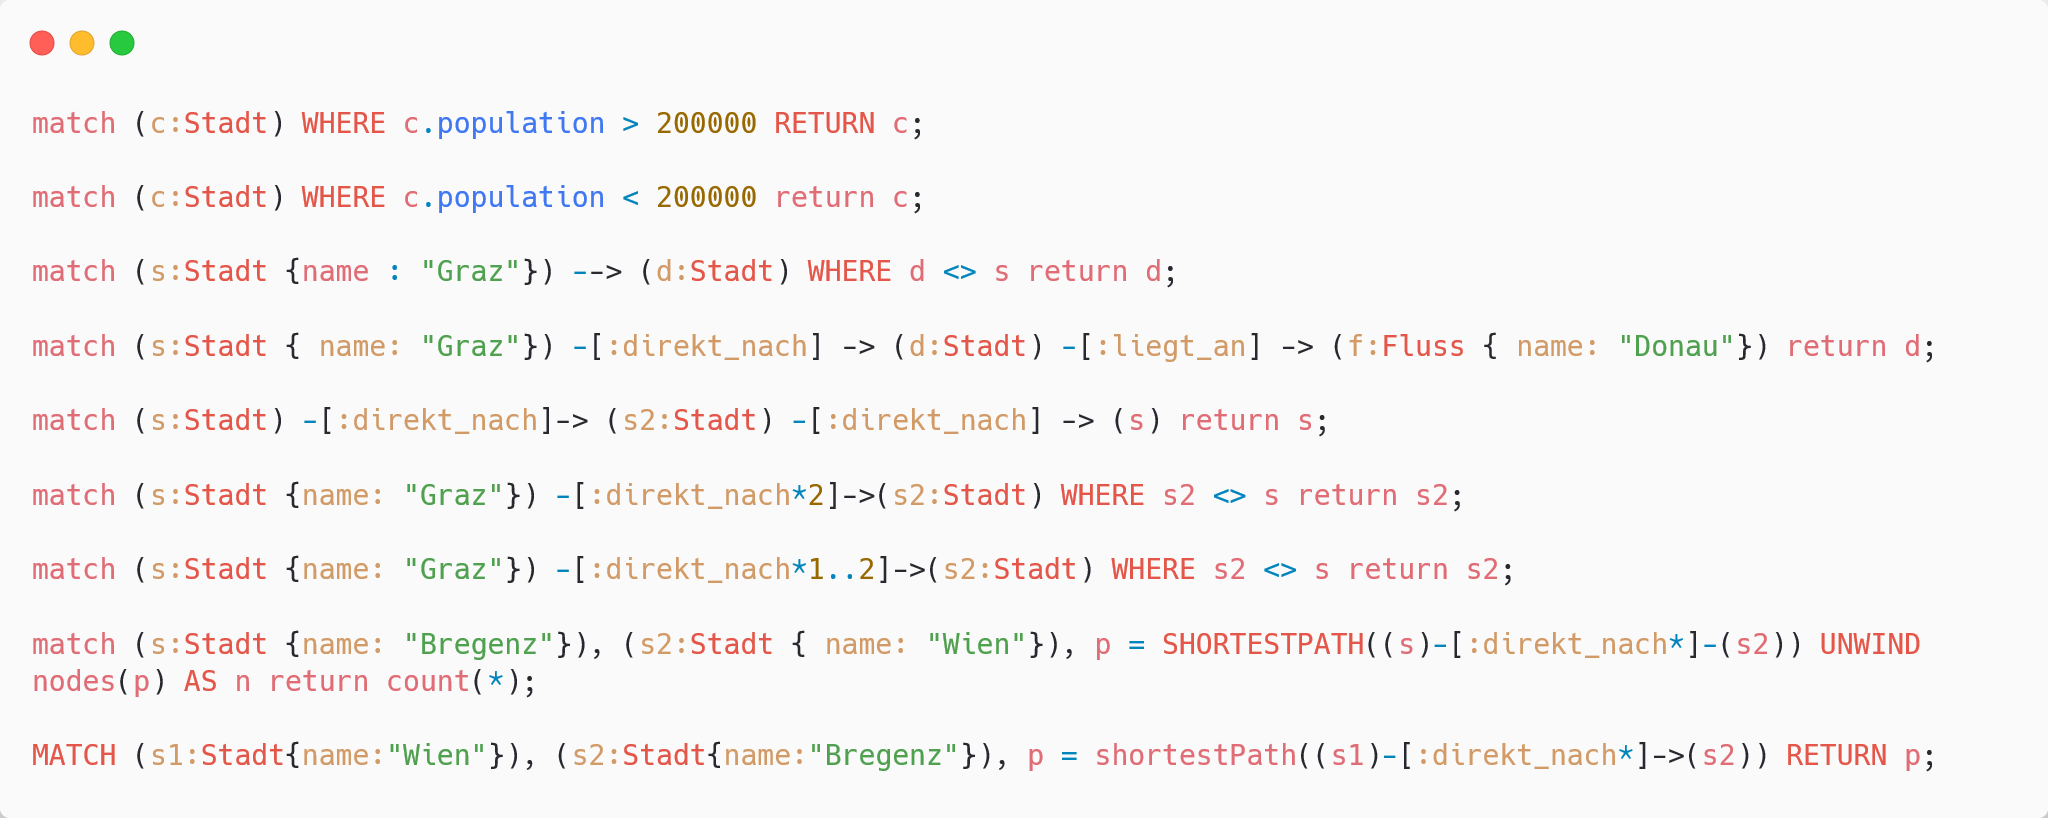 match (c:Stadt) WHERE c.population > 200000 RETURN c;
match (c:Stadt) WHERE c.population < 200000 return c;
match (s:Stadt {name : "Graz"}) --> (d:Stadt) WHERE d <> s return d;
match (s:Stadt { name: "Graz"}) -[:direkt_nach] -> (d:Stadt) -[:liegt_an] -> (f:Fluss { name: "Donau"}) return d;
match (s:Stadt) -[:direkt_nach]-> (s2:Stadt) -[:direkt_nach] -> (s) return s;
match (s:Stadt {name: "Graz"}) -[:direkt_nach*2]->(s2:Stadt) WHERE s2 <> s return s2;
match (s:Stadt {name: "Graz"}) -[:direkt_nach*1..2]->(s2:Stadt) WHERE s2 <> s return s2;
match (s:Stadt {name: "Bregenz"}), (s2:Stadt { name: "Wien"}), p = SHORTESTPATH((s)-[:direkt_nach*]-(s2)) UNWIND
nodes(p) AS n return count(*);
MATCH (s1:Stadt{name:"Wien"}), (s2:Stadt{name:"Bregenz"}), p = shortestPath((s1)-[:direkt_nach*]->(s2)) RETURN p;